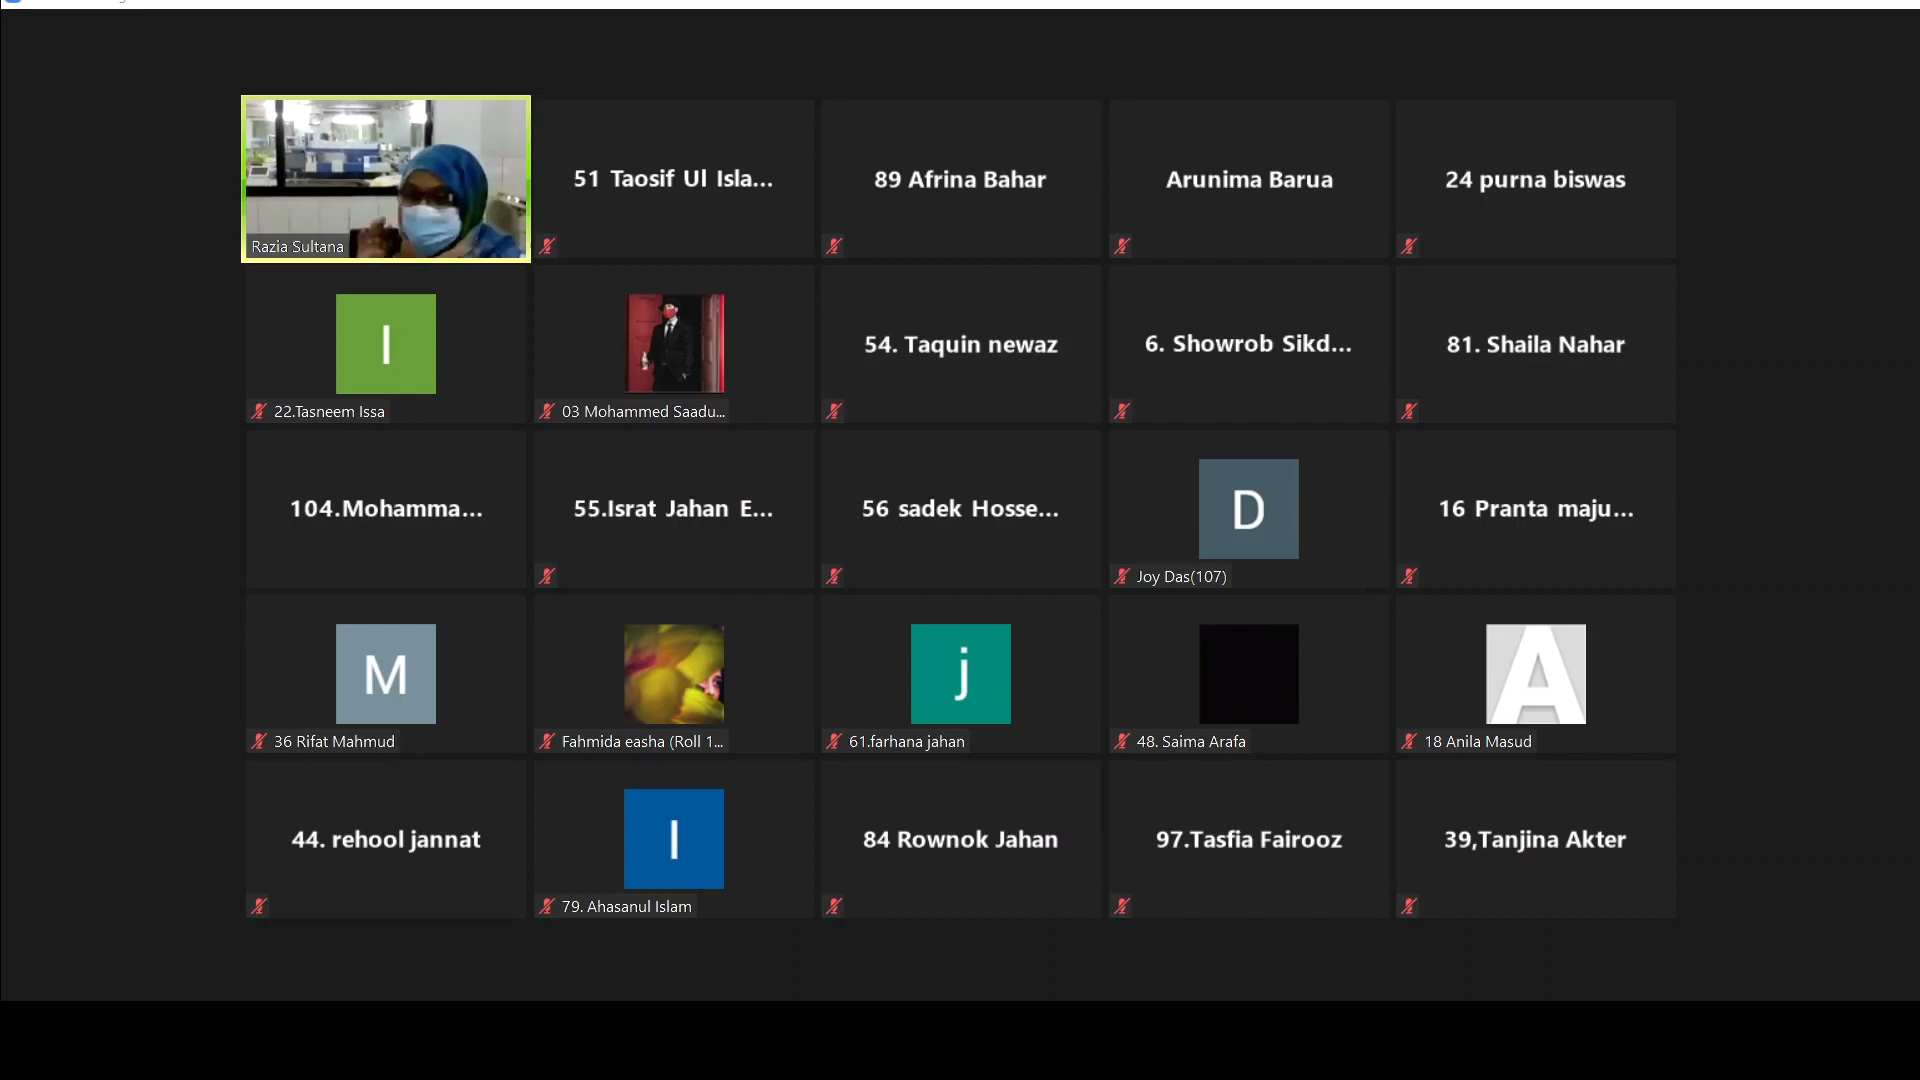 Razia Sultana
51 Taosif Ul Isla...
89 Afrina Bahar
Arunima Barua
24 purna biswas
I
22.Tasneem Issa
03 Mohammed Saadu...
54. Taquin newaz
6. Showrob Sikd...
81. Shaila Nahar
104.Mohamma...
55.Israt Jahan E...
56 sadek Hosse...
D
Joy Das(107)
16 Pranta maju...
M
36 Rifat Mahmud
Fahmida easha (Roll 1...
j
61.farhana jahan
48. Saima Arafa
A
18 Anila Masud
44. rehool jannat
I
79. Ahasanul Islam
84 Rownok Jahan
97.Tasfia Fairooz
39,Tanjina Akter